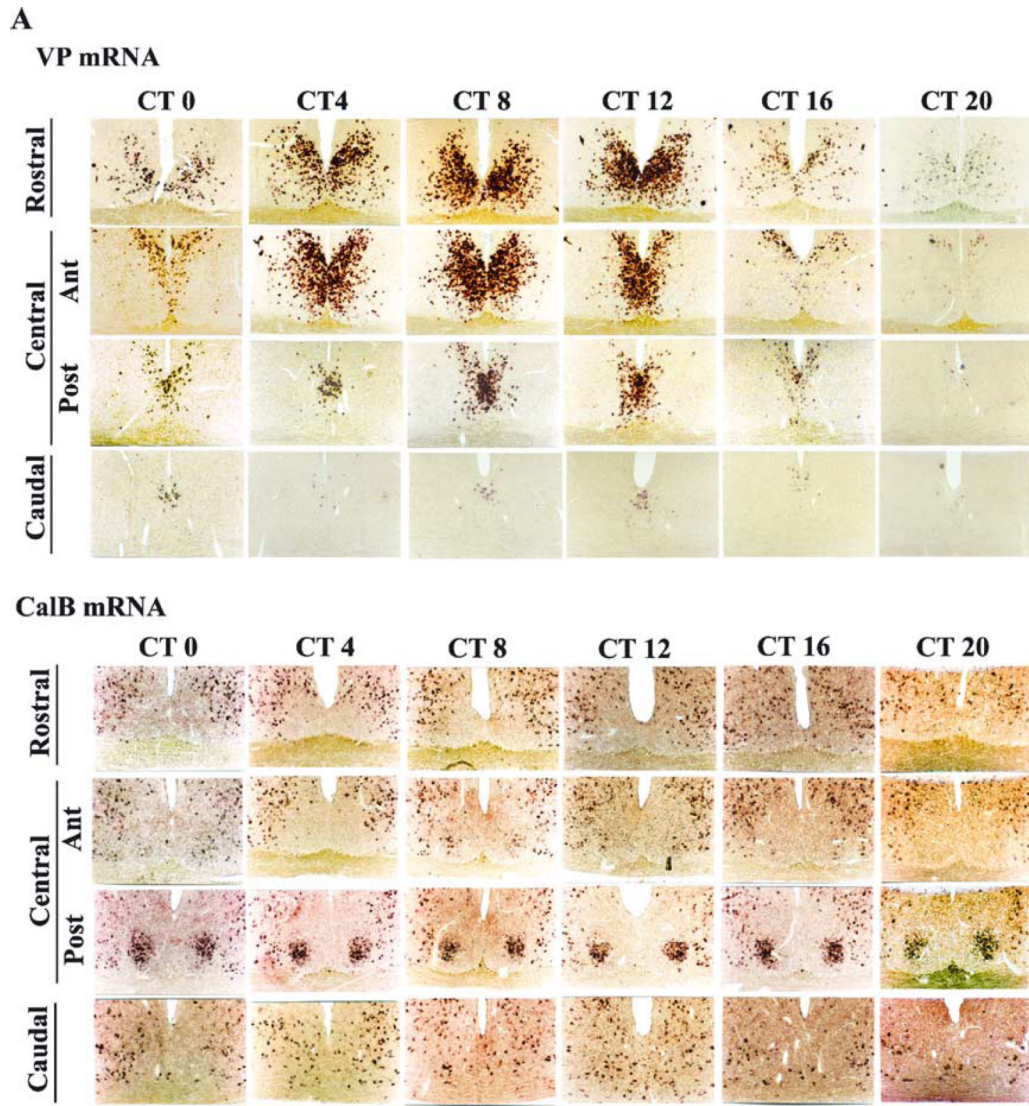 A
VP mRNA
CT 0 CT4 CT 8 CT 12 CT 16 CT 20
Rostral
Central
Ant
Post
Caudal
CalB mRNA
CT 0 CT 4 CT 8 CT 12 CT 16 CT 20
Rostral
Central
Ant
Post
Caudal